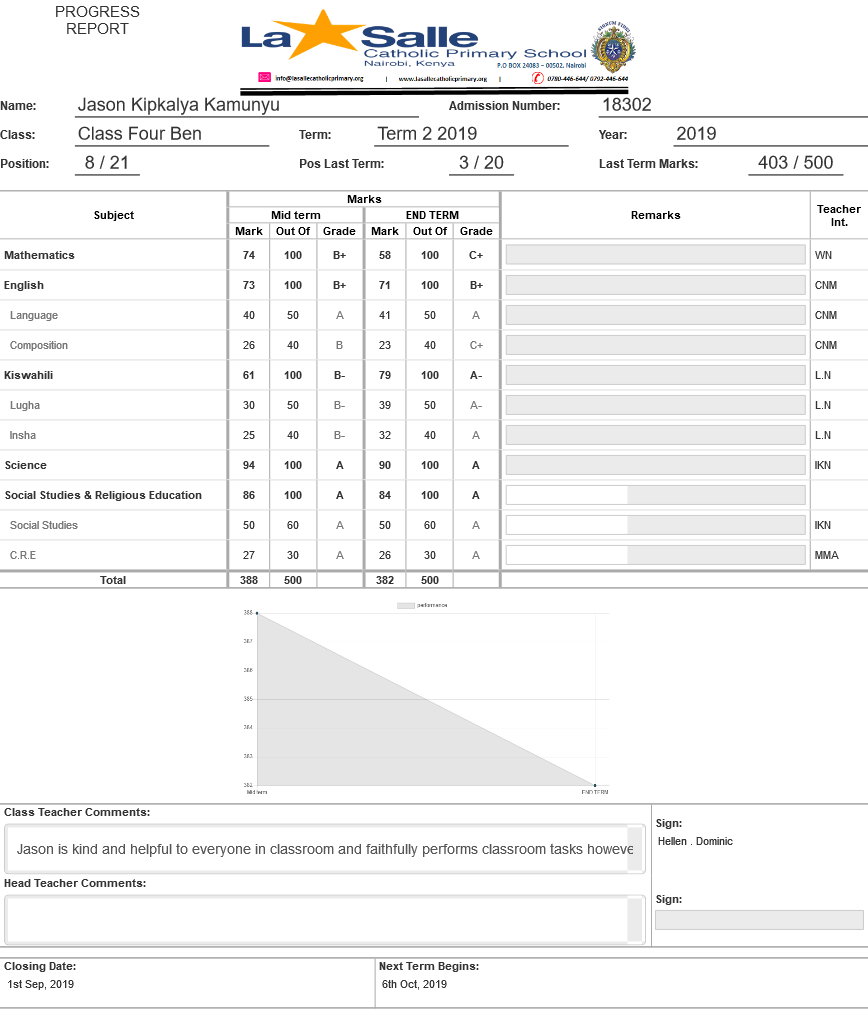 PROGRESS
REPORT
La Salle
Catholic Primary School
Nairobi, Kenya
P.O BOX 24083 – 00502, Nairobi
info@lasallecatholicprimary.org | www.lasallecatholicprimary.org | 0780-446-644/ 0792-446-644
Name: Jason Kipkalya Kamunyu Admission Number: 18302
Class: Class Four Ben Term: Term 2 2019 Year: 2019
Position: 8 / 21 Pos Last Term: 3 / 20 Last Term Marks: 403 / 500
Subject Marks Remarks Teacher Int.
Mid term END TERM
Mark Out Of Grade Mark Out Of Grade
Mathematics 74 100 B+ 58 100 C+ WN
English 73 100 B+ 71 100 B+ CNM
Language 40 50 A 41 50 A CNM
Composition 26 40 B 23 40 C+ CNM
Kiswahili 61 100 B- 79 100 A- L.N
Lugha 30 50 B- 39 50 A- L.N
Insha 25 40 B- 32 40 A L.N
Science 94 100 A 90 100 A IKN
Social Studies & Religious Education 86 100 A 84 100 A
Social Studies 50 60 A 50 60 A IKN
C.R.E 27 30 A 26 30 A MMA
Total 388 500 382 500
performance
388
387
386
385
384
383
382
Mid term END TERM
Class Teacher Comments:
Sign:
Jason is kind and helpful to everyone in classroom and faithfully performs classroom tasks howeve
Hellen . Dominic
Head Teacher Comments:
Sign:
Closing Date: Next Term Begins:
1st Sep, 2019 6th Oct, 2019